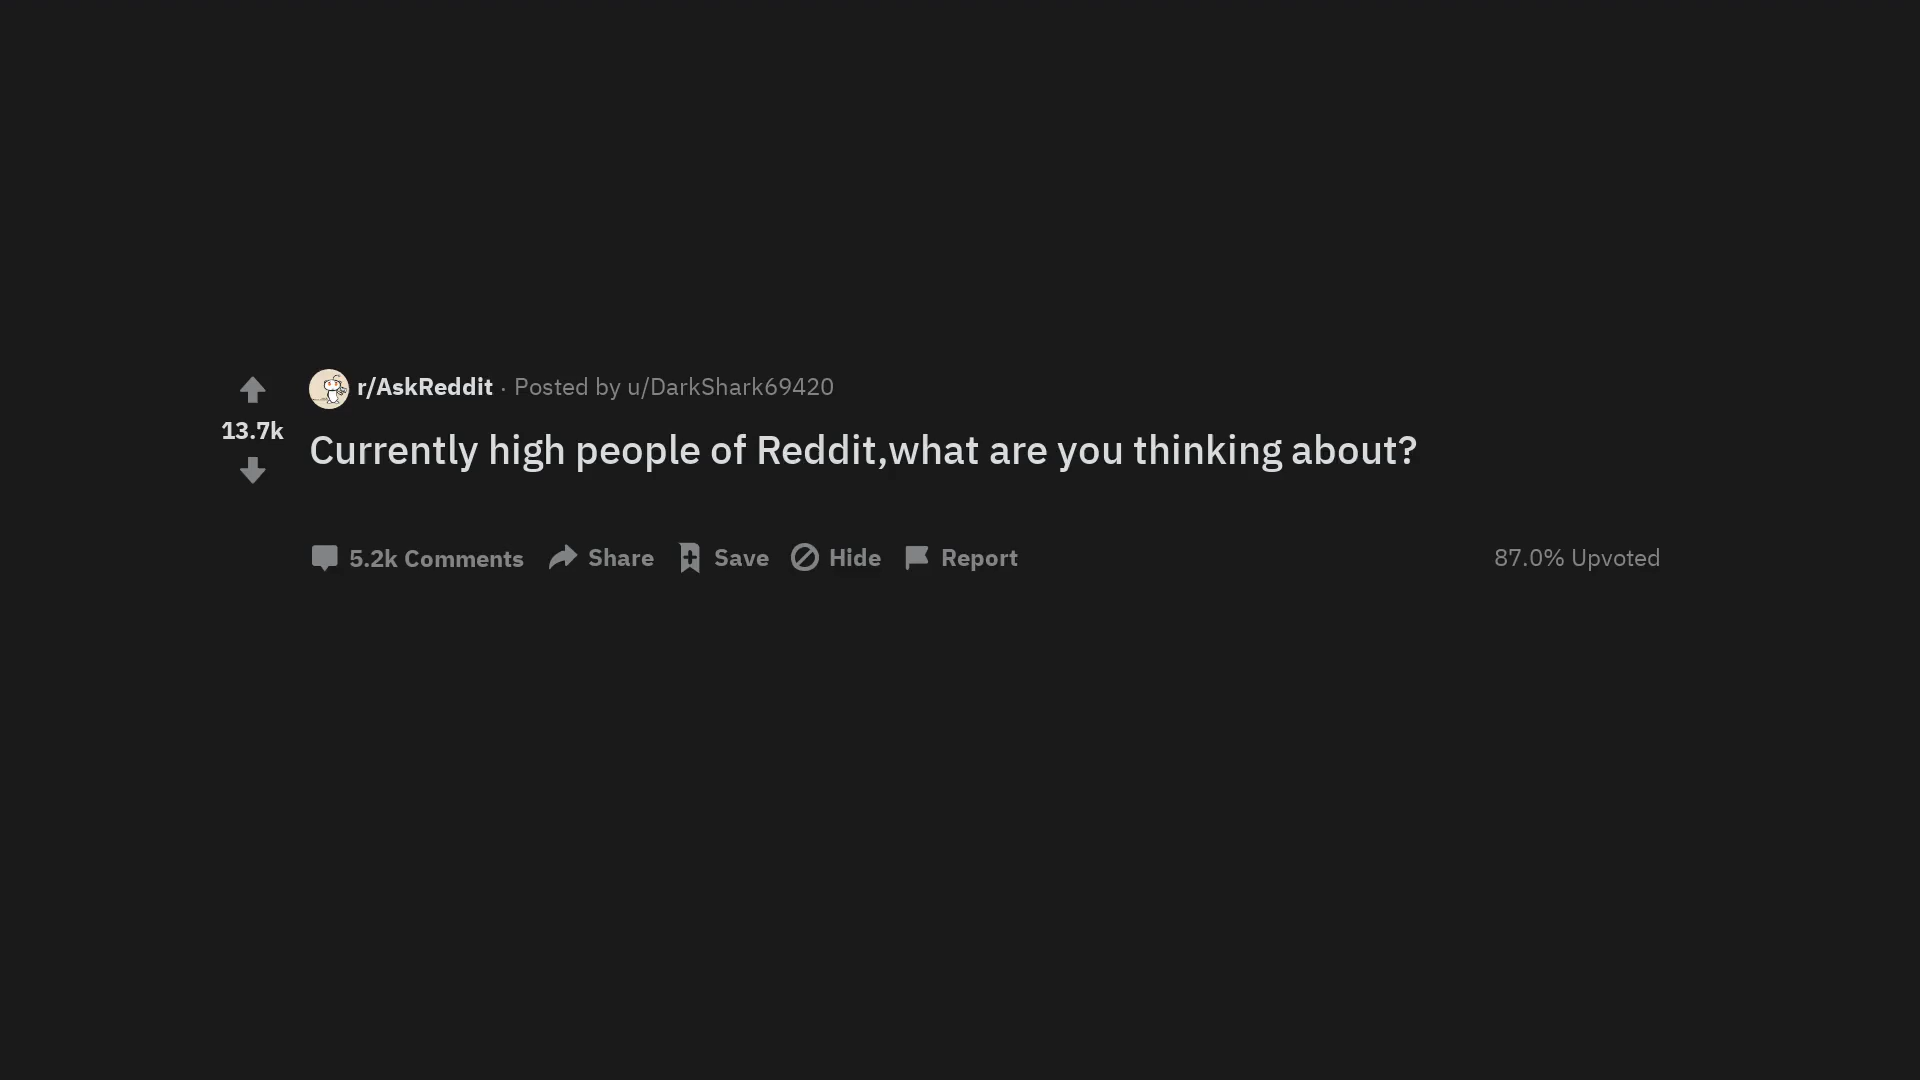 r/AskReddit · Posted by u/DarkShark69420
13.7k
Currently high people of Reddit,what are you thinking about?
5.2k Comments Share Save Hide Report 87.0% Upvoted